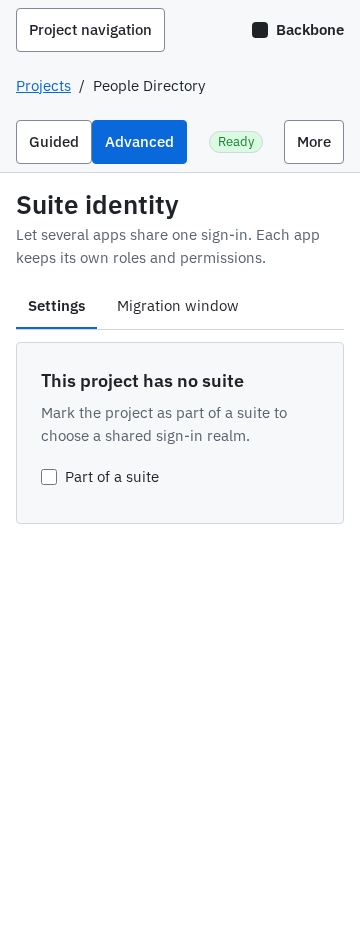 Project navigation
Backbone
Projects / People Directory
Guided
Advanced
Ready
More
Suite identity
Let several apps share one sign-in. Each app
keeps its own roles and permissions.
Settings
Migration window
This project has no suite
Mark the project as part of a suite to
choose a shared sign-in realm.
Part of a suite